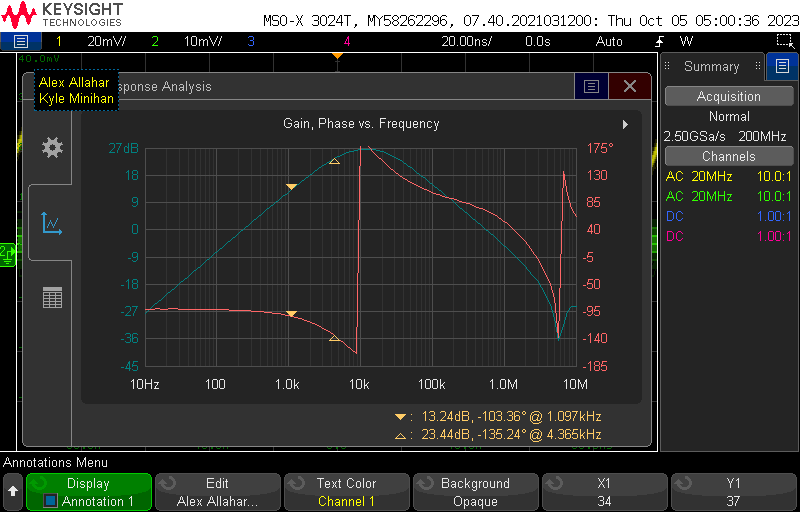 KEYSIGHT
TECHNOLOGIES
MSO-X 3024T, MY58262296, 07.40.2021031200: Thu Oct 05 05:00:36 2023
1 20mV/ 2 10mV/ 3 4 20.00ns/ 0.0s Auto W
40.0mV
Alex Allahar
Kyle Minihan
sponse Analysis
Gain, Phase vs. Frequency
27dB 175°
18 130
9 85
0 40
-9 -5
-18 -50
-27 -95
-36 -140
-45 -185
10Hz 100 1.0k 10k 100k 1.0M 10M
: 13.24dB, -103.36° @ 1.097kHz
: 23.44dB, -135.24° @ 4.365kHz
2
Summary
Acquisition
Normal
2.50GSa/s 200MHz
Channels
AC 20MHz 10.0:1
AC 20MHz 10.0:1
DC 1.00:1
DC 1.00:1
Annotations Menu
Display
Annotation 1
Edit
Alex Allahar...
Text Color
Channel 1
Background
Opaque
X1
34
Y1
37